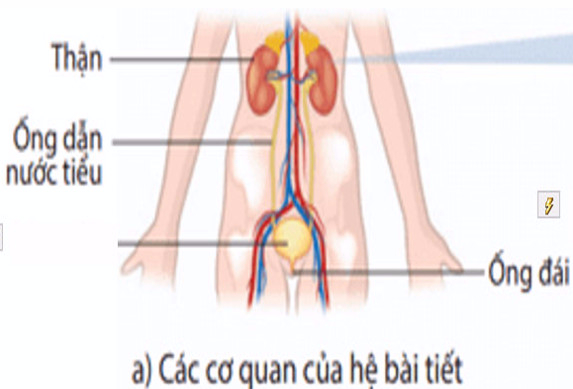 Thận
Ống dẫn
nước tiểu
Ống đái
a) Các cơ quan của hệ bài tiết